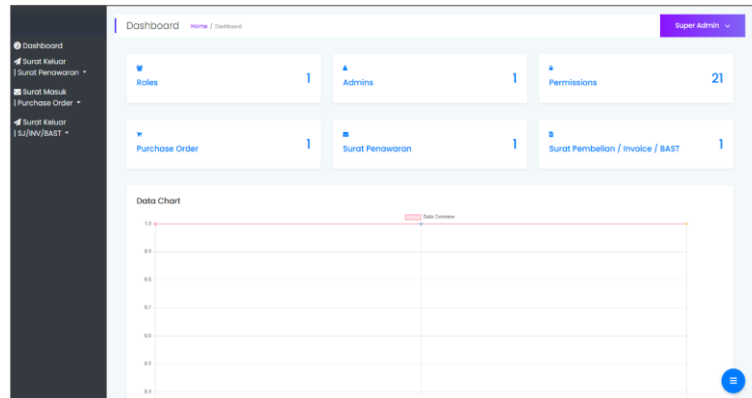 Dashboard Home / Dashboard
Super Admin
Dashboard
Surat Keluar
| Surat Penawaran
Surat Masuk
| Purchase Order
Surat Keluar
| SJ/INV/BAST
Roles 1
Admins 1
Permissions 21
Purchase Order 1
Surat Penawaran 1
Surat Pembelian / Invoice / BAST 1
Data Chart
Data Overview
1.0
0.9
0.8
0.7
0.6
0.5
0.4